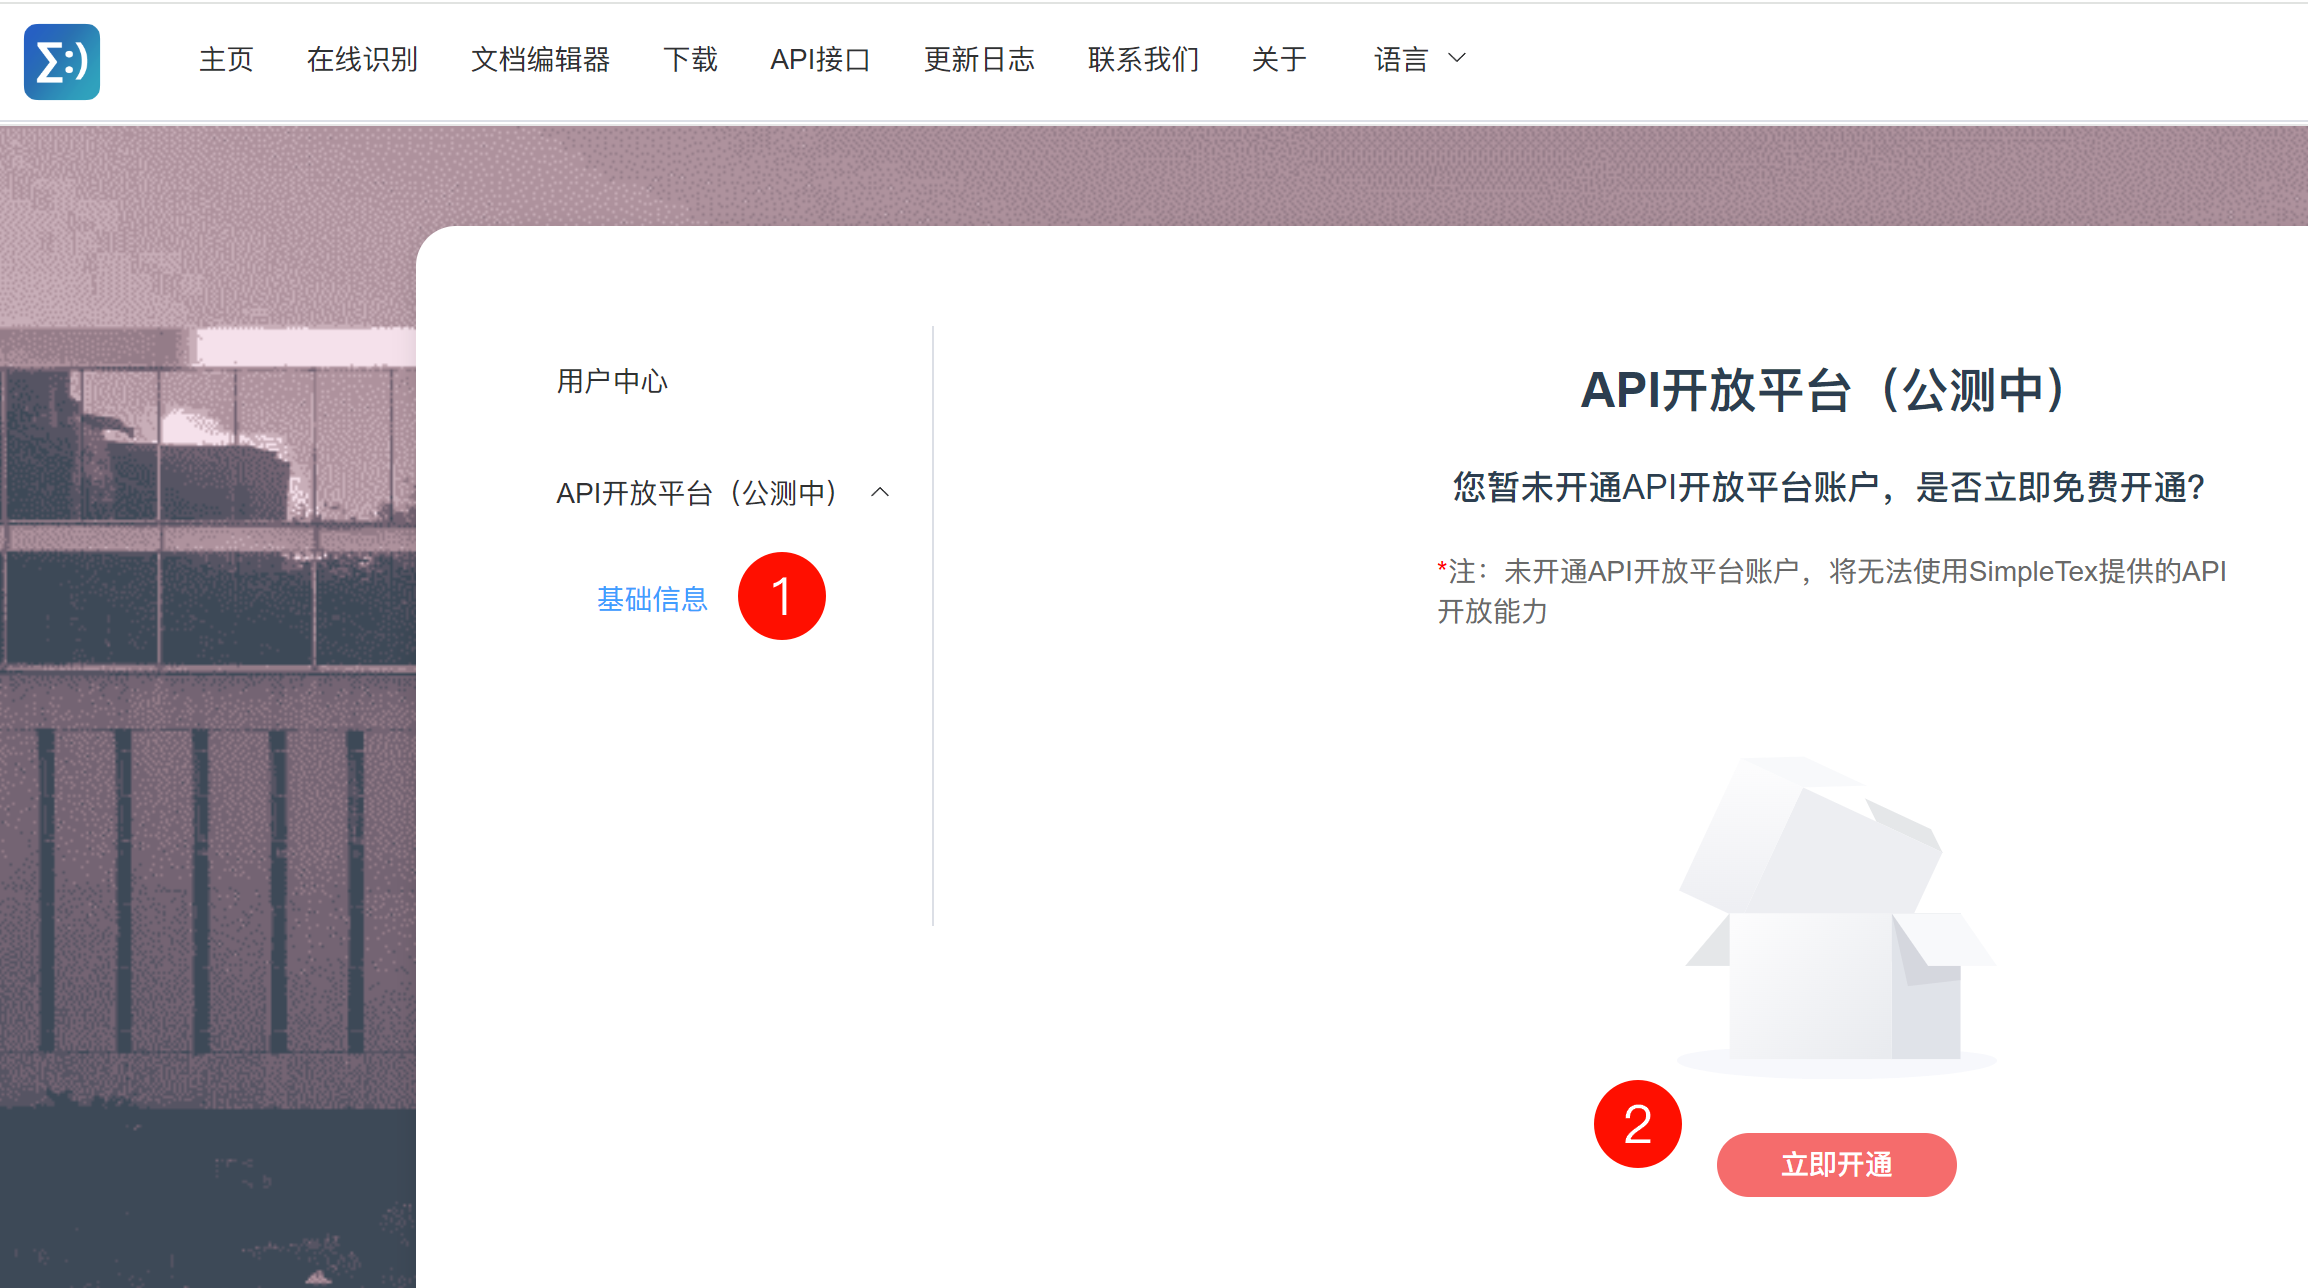 Σ:)
主页 在线识别 文档编辑器 下载 API接口 更新日志 联系我们 关于 语言
用户中心
API开放平台（公测中）
基础信息
1
API开放平台（公测中）
您暂未开通API开放平台账户，是否立即免费开通?
*注：未开通API开放平台账户，将无法使用SimpleTex提供的API
开放能力
2
立即开通